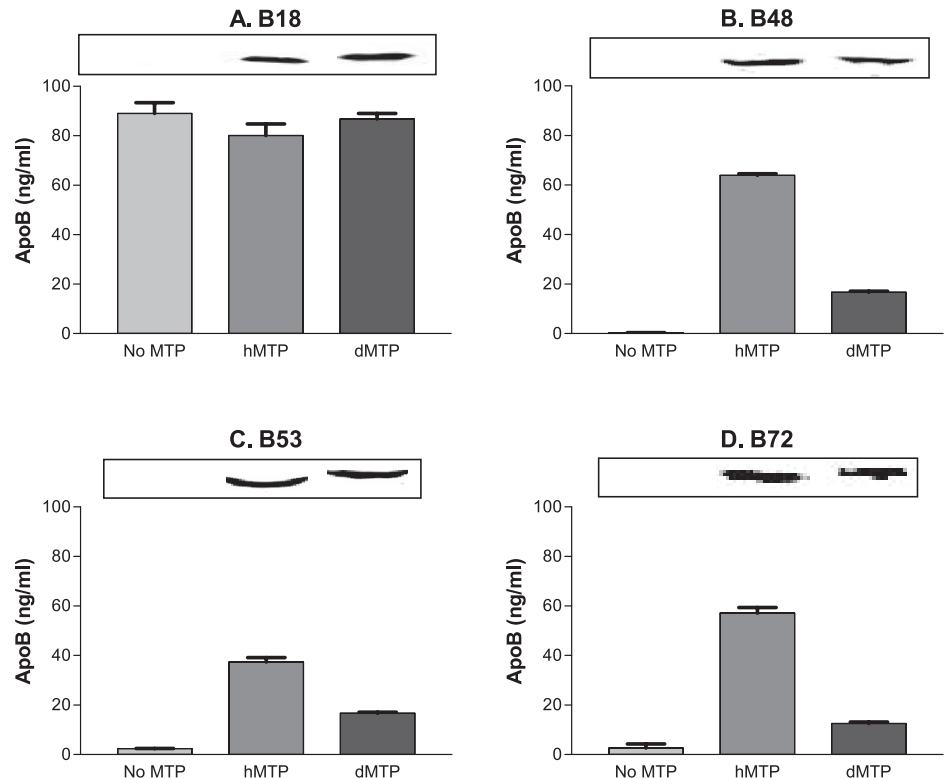 A. B18
100
80
60
40
20
0
ApoB (ng/ml)
No MTP hMTP dMTP
B. B48
100
80
60
40
20
0
ApoB (ng/ml)
No MTP hMTP dMTP
C. B53
100
80
60
40
20
0
ApoB (ng/ml)
No MTP hMTP dMTP
D. B72
100
80
60
40
20
0
ApoB (ng/ml)
No MTP hMTP dMTP